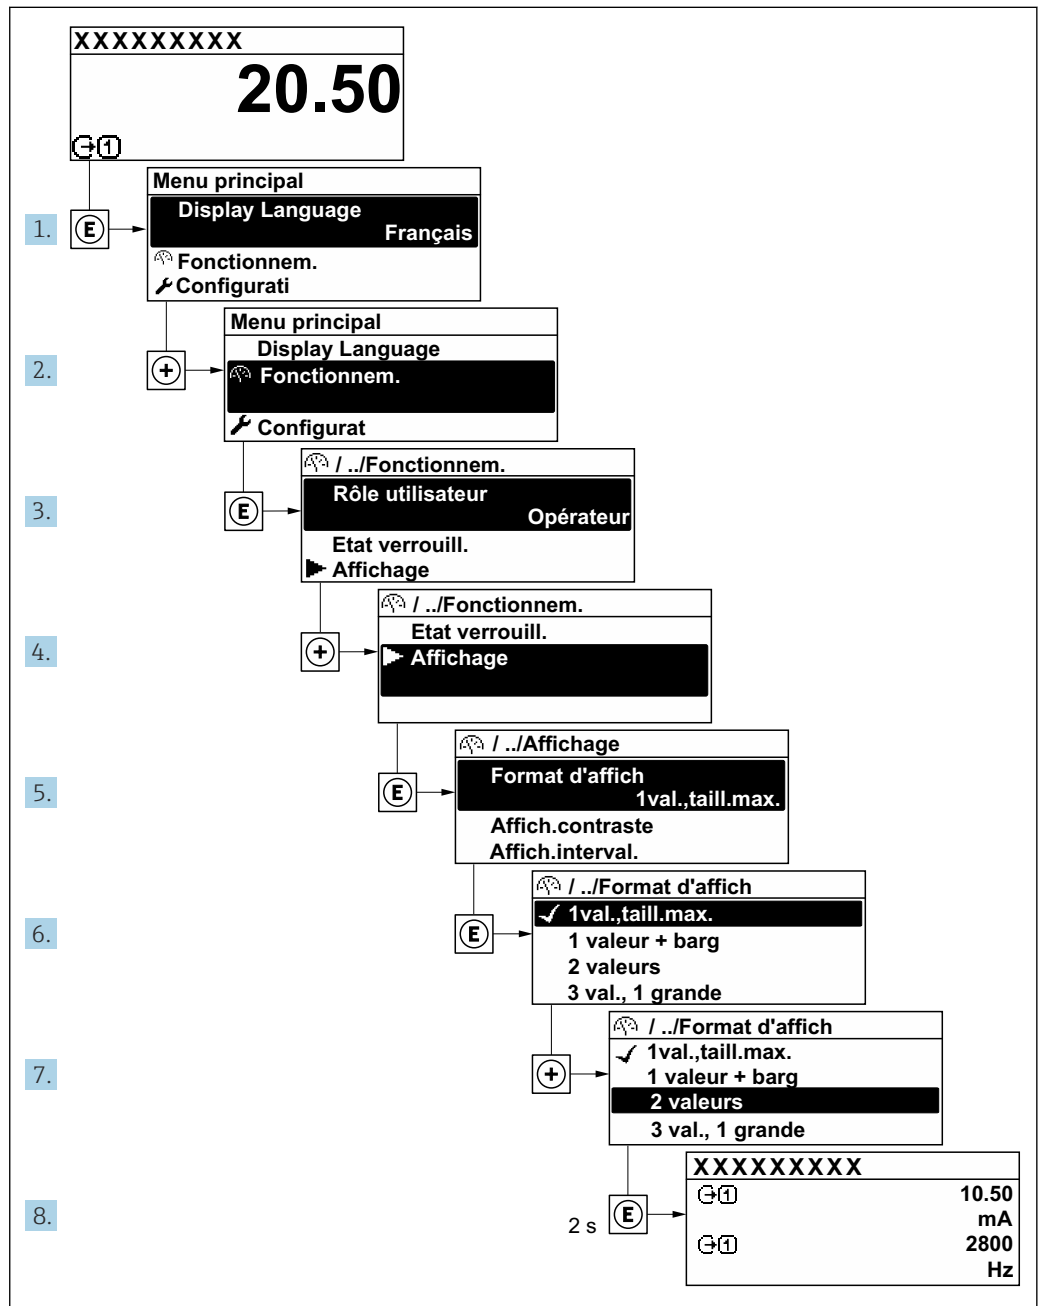 XXXXXXXXX
20.50
1
Menu principal
Display Language
Français
1. E
Fonctionnem.
Configurati
Menu principal
Display Language
2. +
Fonctionnem.
Configurat
/ ../Fonctionnem.
Rôle utilisateur
3. E
Opérateur
Etat verrouill.
Affichage
/ ../Fonctionnem.
Etat verrouill.
4. +
Affichage
/ ../Affichage
Format d'affich
5. E
1val.,taill.max.
Affich.contraste
Affich.interval.
/ ../Format d'affich
1val.,taill.max.
6. E
1 valeur + barg
2 valeurs
3 val., 1 grande
/ ../Format d'affich
1val.,taill.max.
7. +
1 valeur + barg
2 valeurs
3 val., 1 grande
XXXXXXXXX
1 10.50
8. 2 s E
mA
1 2800
Hz